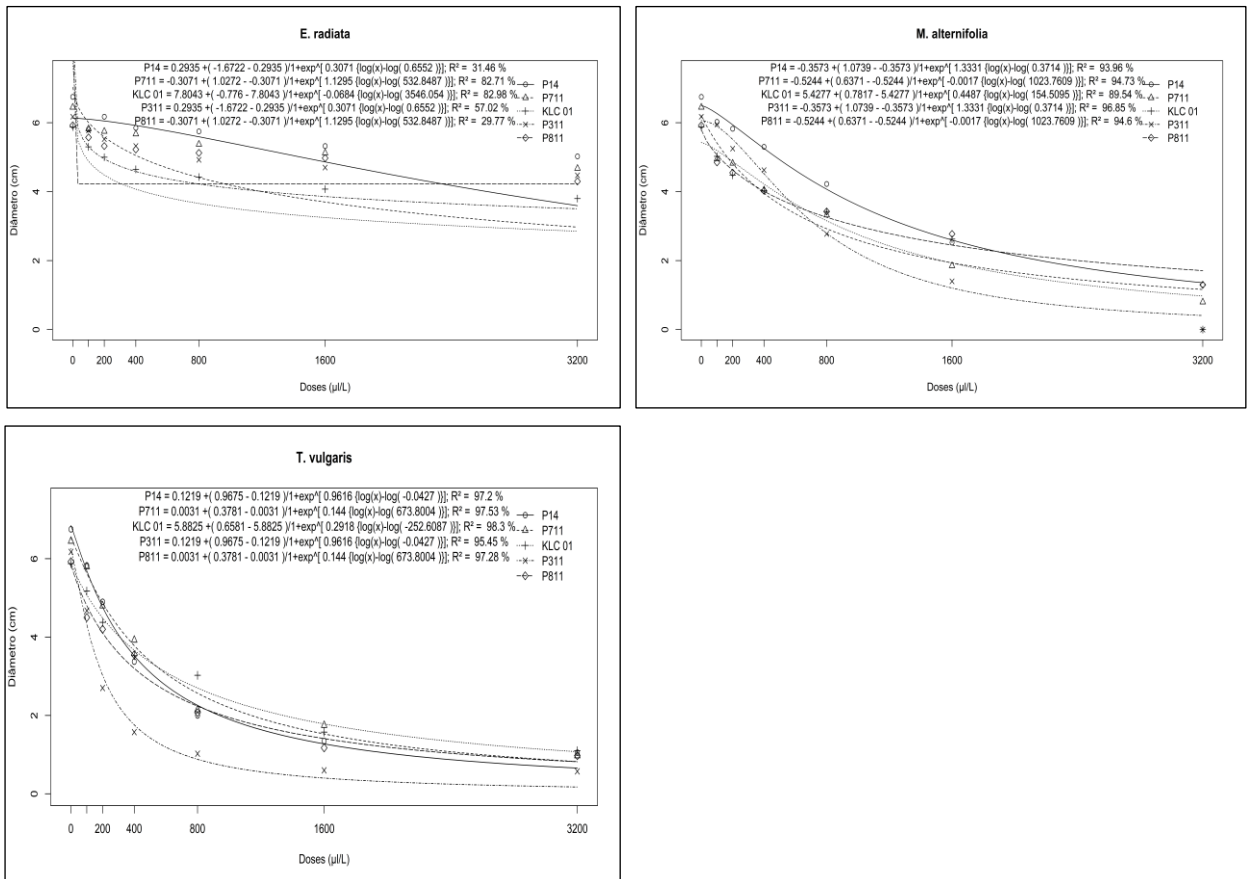 E. radiata
P14 = 0.2935 +( -1.6722 - 0.2935 )/1+exp^[ 0.3071 {log(x)-log( 0.6552 )}]; R² = 31.46 %
P711 = -0.3071 +( 1.0272 - -0.3071 )/1+exp^[ 1.1295 {log(x)-log( 532.8487 )}]; R² = 82.71 %
KLC 01 = 7.8043 +( -0.776 - 7.8043 )/1+exp^[ -0.0684 {log(x)-log( 3546.054 )}]; R² = 82.98 %
P311 = 0.2935 +( -1.6722 - 0.2935 )/1+exp^[ 0.3071 {log(x)-log( 0.6552 )}]; R² = 57.02 %
P811 = -0.3071 +( 1.0272 - -0.3071 )/1+exp^[ 1.1295 {log(x)-log( 532.8487 )}]; R² = 29.77 %
P14
P711
KLC 01
P311
P811
Diâmetro (cm)
6
4
2
0
0 200 400 800 1600 3200
Doses (µl/L)
M. alternifolia
P14 = -0.3573 +( 1.0739 - -0.3573 )/1+exp^[ 1.3331 {log(x)-log( 0.3714 )}]; R² = 93.96 %
P711 = -0.5244 +( 0.6371 - -0.5244 )/1+exp^[ -0.0017 {log(x)-log( 1023.7609 )}]; R² = 94.73 %
KLC 01 = 5.4277 +( 0.7817 - 5.4277 )/1+exp^[ 0.4487 {log(x)-log( 154.5095 )}]; R² = 89.54 %
P311 = -0.3573 +( 1.0739 - -0.3573 )/1+exp^[ 1.3331 {log(x)-log( 0.3714 )}]; R² = 96.85 %
P811 = -0.5244 +( 0.6371 - -0.5244 )/1+exp^[ -0.0017 {log(x)-log( 1023.7609 )}]; R² = 94.6 %
P14
P711
KLC 01
P311
P811
Diâmetro (cm)
6
4
2
0
0 200 400 800 1600 3200
Doses (µl/L)
T. vulgaris
P14 = 0.1219 +( 0.9675 - 0.1219 )/1+exp^[ 0.9616 {log(x)-log( -0.0427 )}]; R² = 97.2 %
P711 = 0.0031 +( 0.3781 - 0.0031 )/1+exp^[ 0.144 {log(x)-log( 673.8004 )}]; R² = 97.53 %
KLC 01 = 5.8825 +( 0.6581 - 5.8825 )/1+exp^[ 0.2918 {log(x)-log( -252.6087 )}]; R² = 98.3 %
P311 = 0.1219 +( 0.9675 - 0.1219 )/1+exp^[ 0.9616 {log(x)-log( -0.0427 )}]; R² = 95.45 %
P811 = 0.0031 +( 0.3781 - 0.0031 )/1+exp^[ 0.144 {log(x)-log( 673.8004 )}]; R² = 97.28 %
P14
P711
KLC 01
P311
P811
Diâmetro (cm)
6
4
2
0
0 200 400 800 1600 3200
Doses (µl/L)